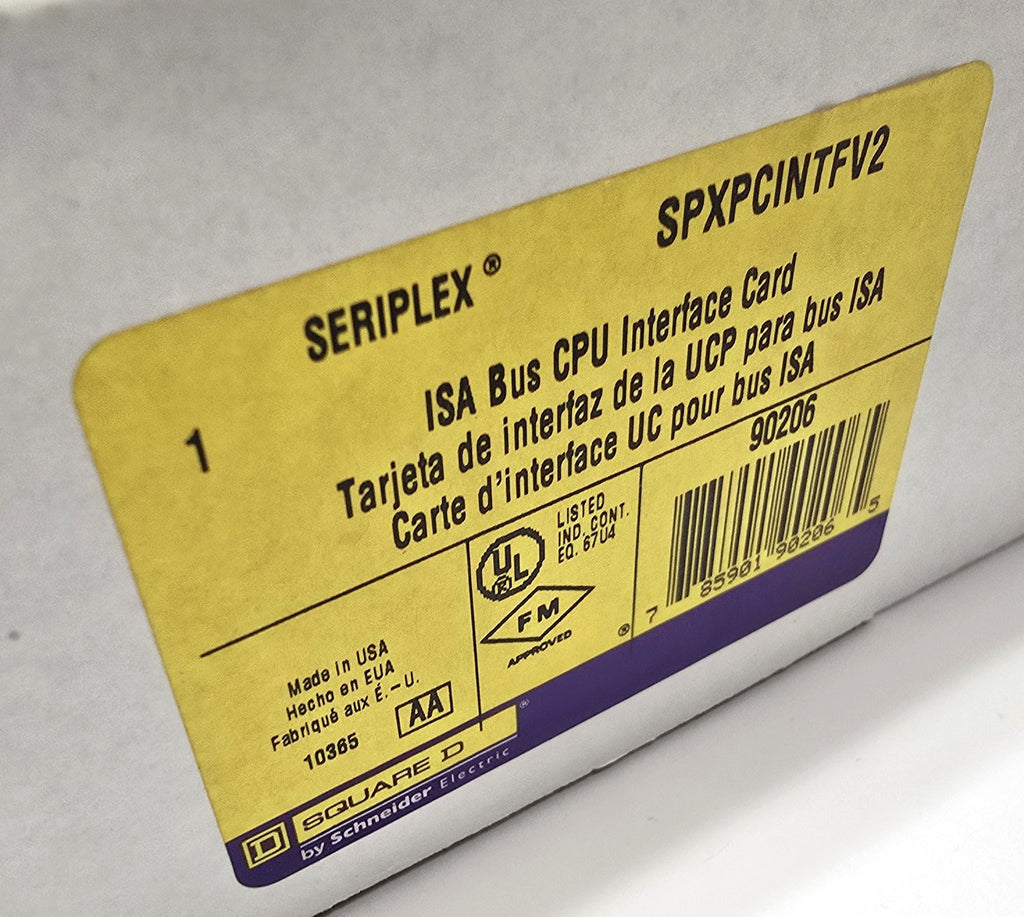 SERIPLEX ® SPXPCINTFV2
1
ISA Bus CPU Interface Card
Tarjeta de interfaz de la UCP para bus ISA
Carte d'interface UC pour bus ISA
Made in USA
Hecho en EUA
Fabriqué aux É.-U.
10365
AA
UL
®
LISTED
IND. CONT.
EQ. 67U4
FM
APPROVED
®
90206
7 85901 90206 5
D SQUARE D ®
by Schneider Electric